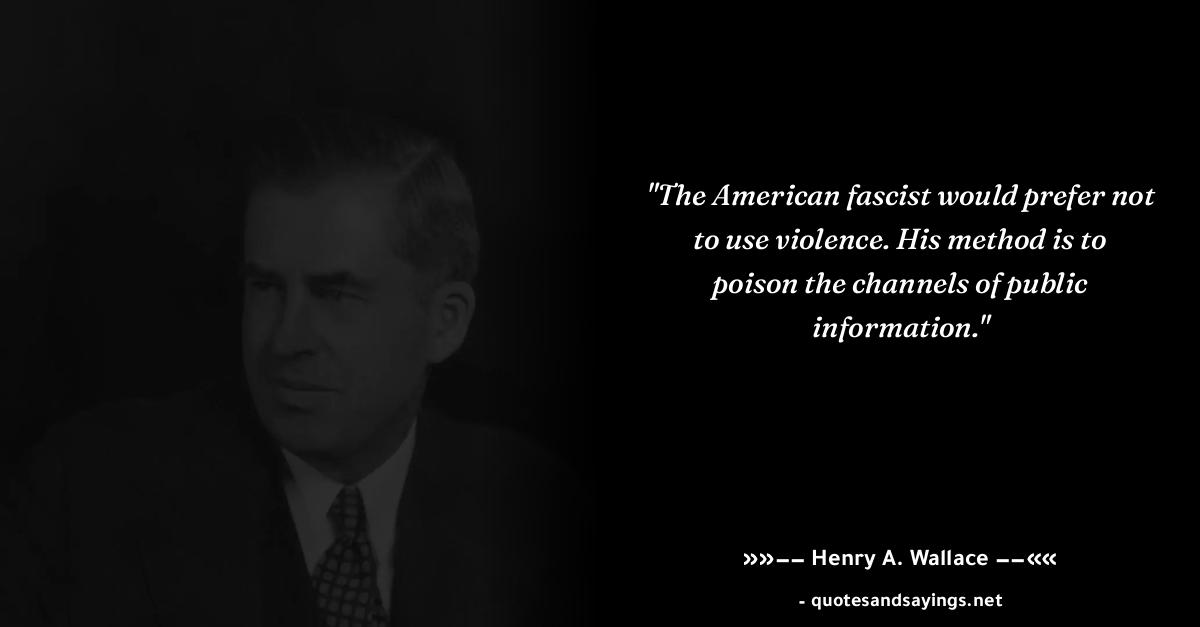 "The American fascist would prefer not
to use violence. His method is to
poison the channels of public
information."
»»−− Henry A. Wallace −−««
- quotesandsayings.net